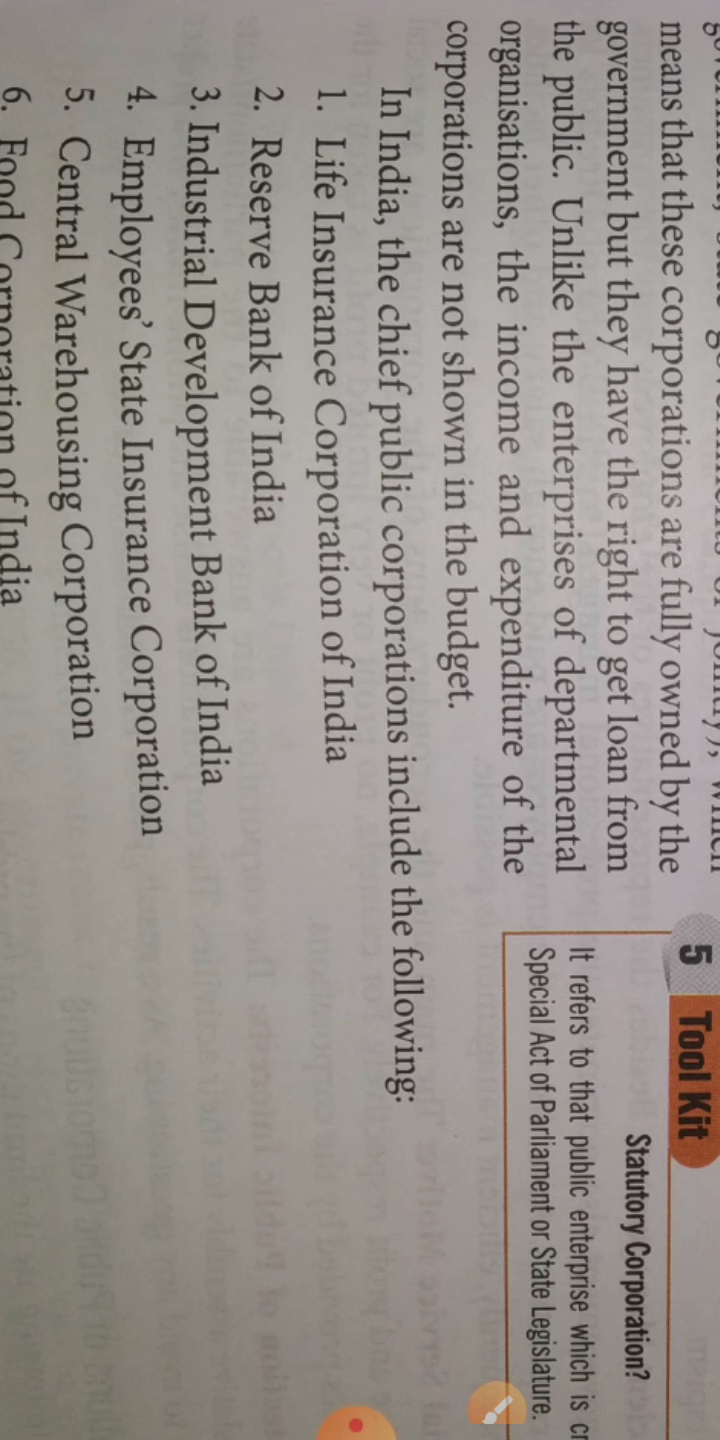 means that these corporations are fully owned by the
government but they have the right to get loan from
the public. Unlike the enterprises of departmental
organisations, the income and expenditure of the
corporations are not shown in the budget.
In India, the chief public corporations include the following:
1. Life Insurance Corporation of India
2. Reserve Bank of India
3. Industrial Development Bank of India
4. Employees' State Insurance Corporation
5. Central Warehousing Corporation
6. Food Corporation of India
5 Tool Kit
Statutory Corporation?
It refers to that public enterprise which is cr
Special Act of Parliament or State Legislature.